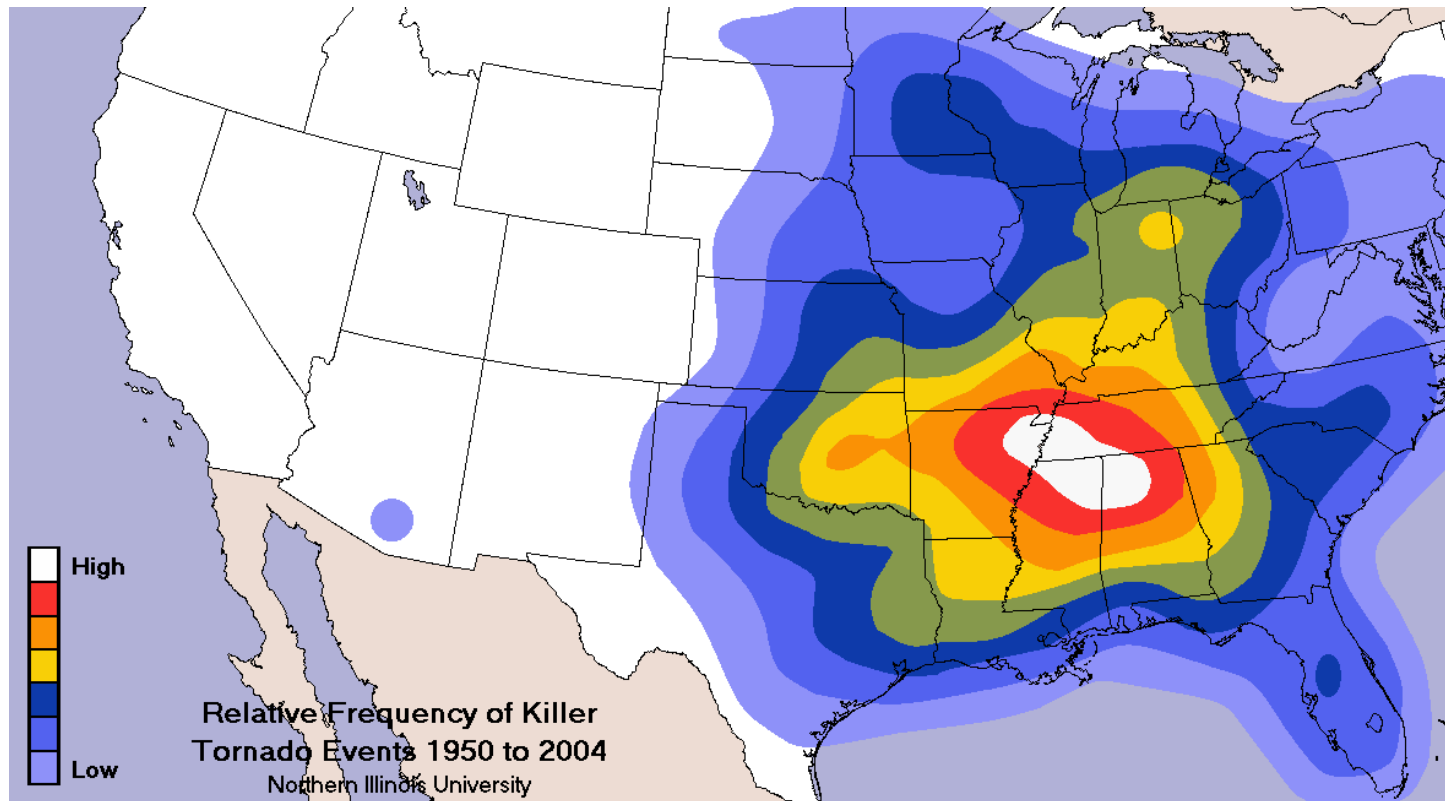 High
Low
Relative Frequency of Killer
Tornado Events 1950 to 2004
Northern Illinois University